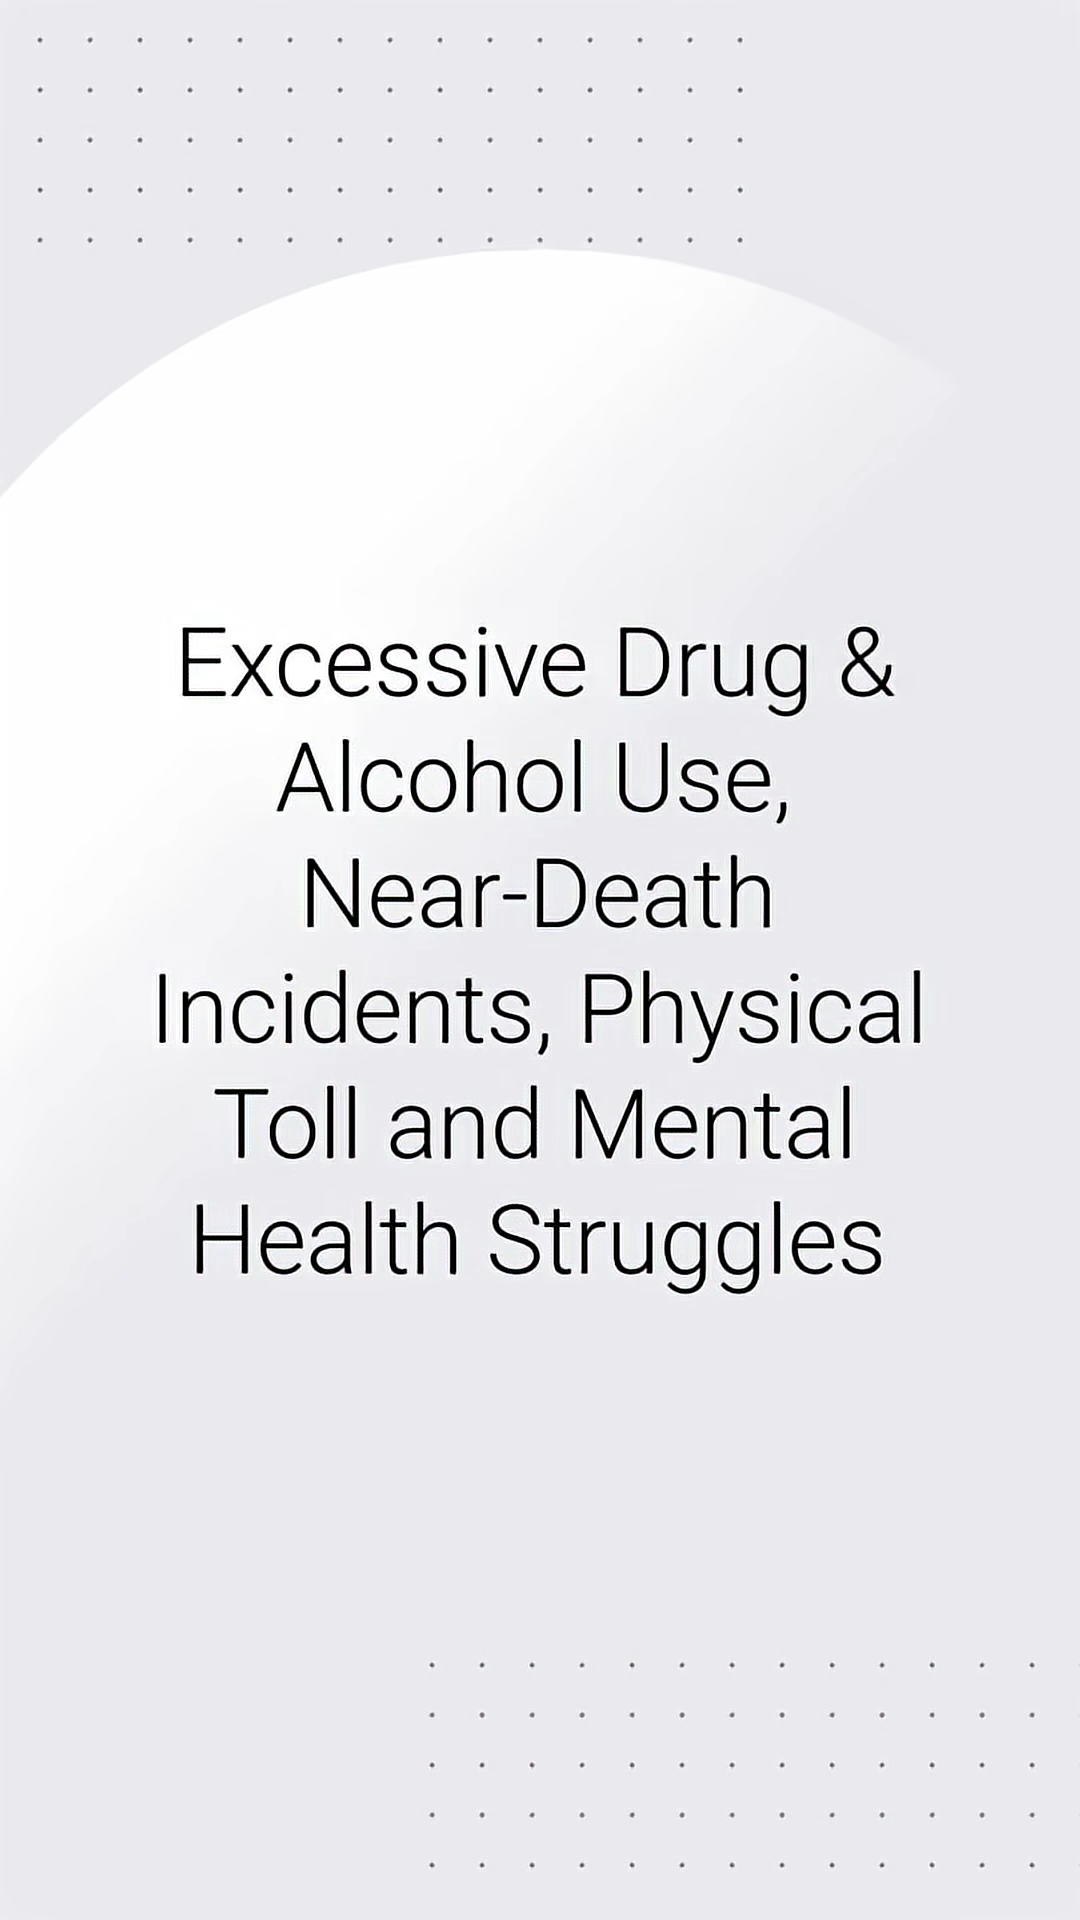 Excessive Drug &
Alcohol Use,
Near-Death
Incidents, Physical
Toll and Mental
Health Struggles